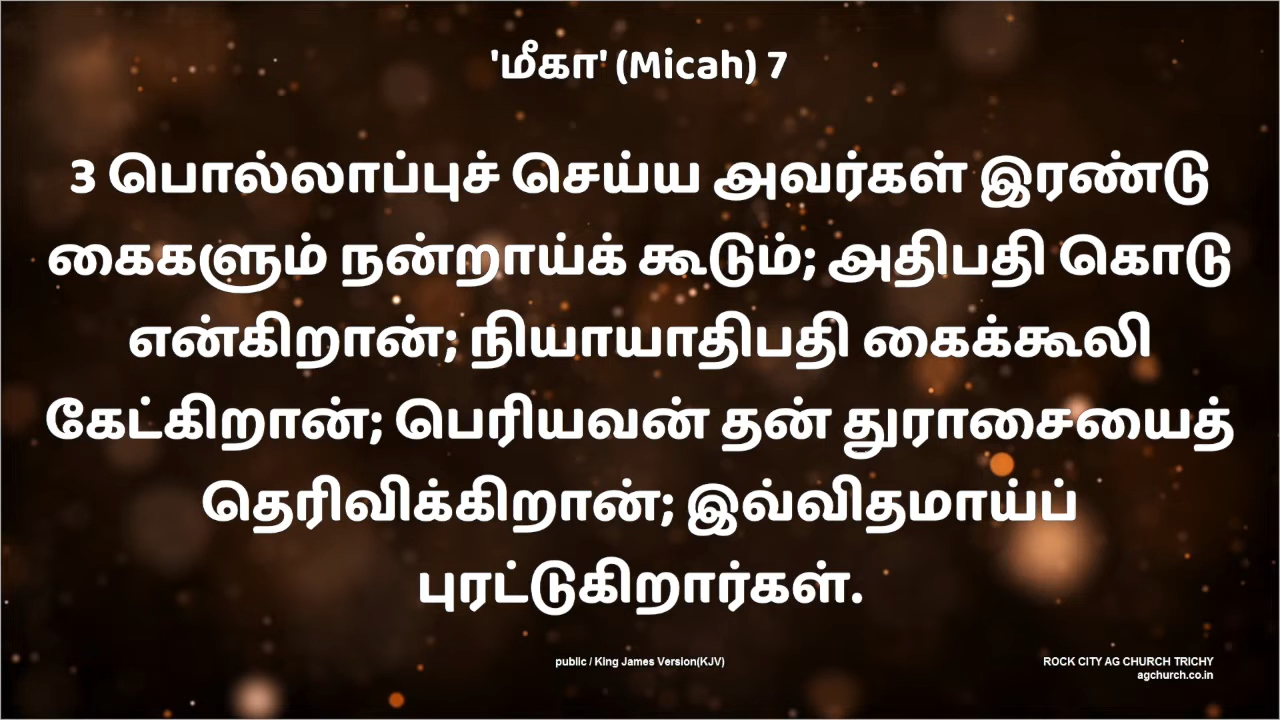 'மீகா' (Micah) 7
3 பொல்லாப்புச் செய்ய அவர்கள் இரண்டு
கைகளும் நன்றாய்க் கூடும்; அதிபதி கொடு
என்கிறான்; நியாயாதிபதி கைக்கூலி
கேட்கிறான்; பெரியவன் தன் துராசையைத்
தெரிவிக்கிறான்; இவ்விதமாய்ப்
புரட்டுகிறார்கள்.
public / King James Version(KJV)
ROCK CITY AG CHURCH TRICHY
agchurch.co.in